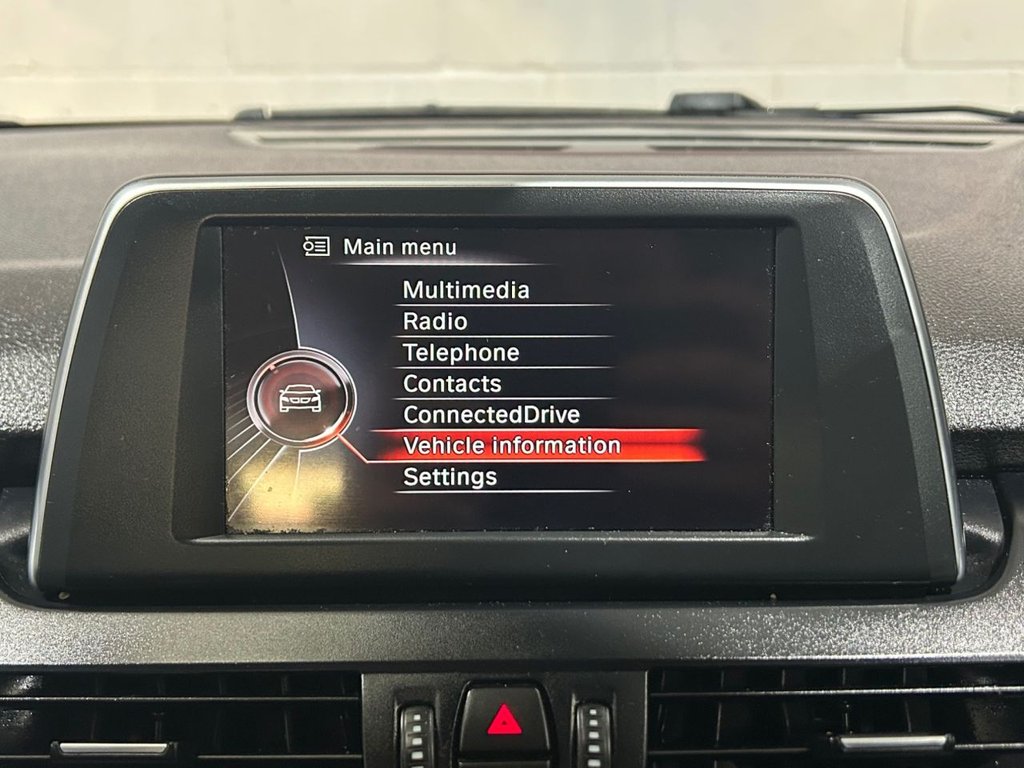 Main menu
Multimedia
Radio
Telephone
Contacts
ConnectedDrive
Vehicle information
Settings